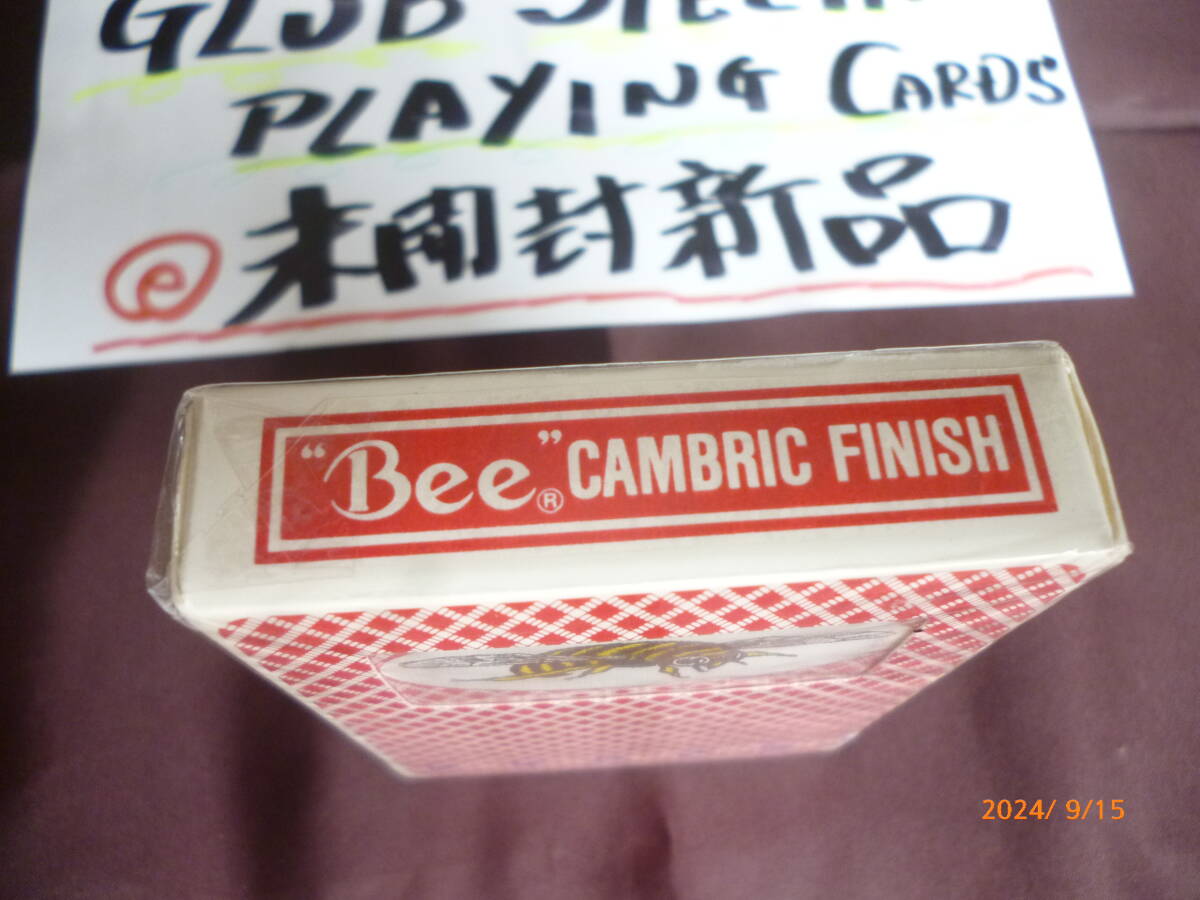 PLAYING CARDS
未開封新品
"Bee"® CAMBRIC FINISH
2024/ 9/15